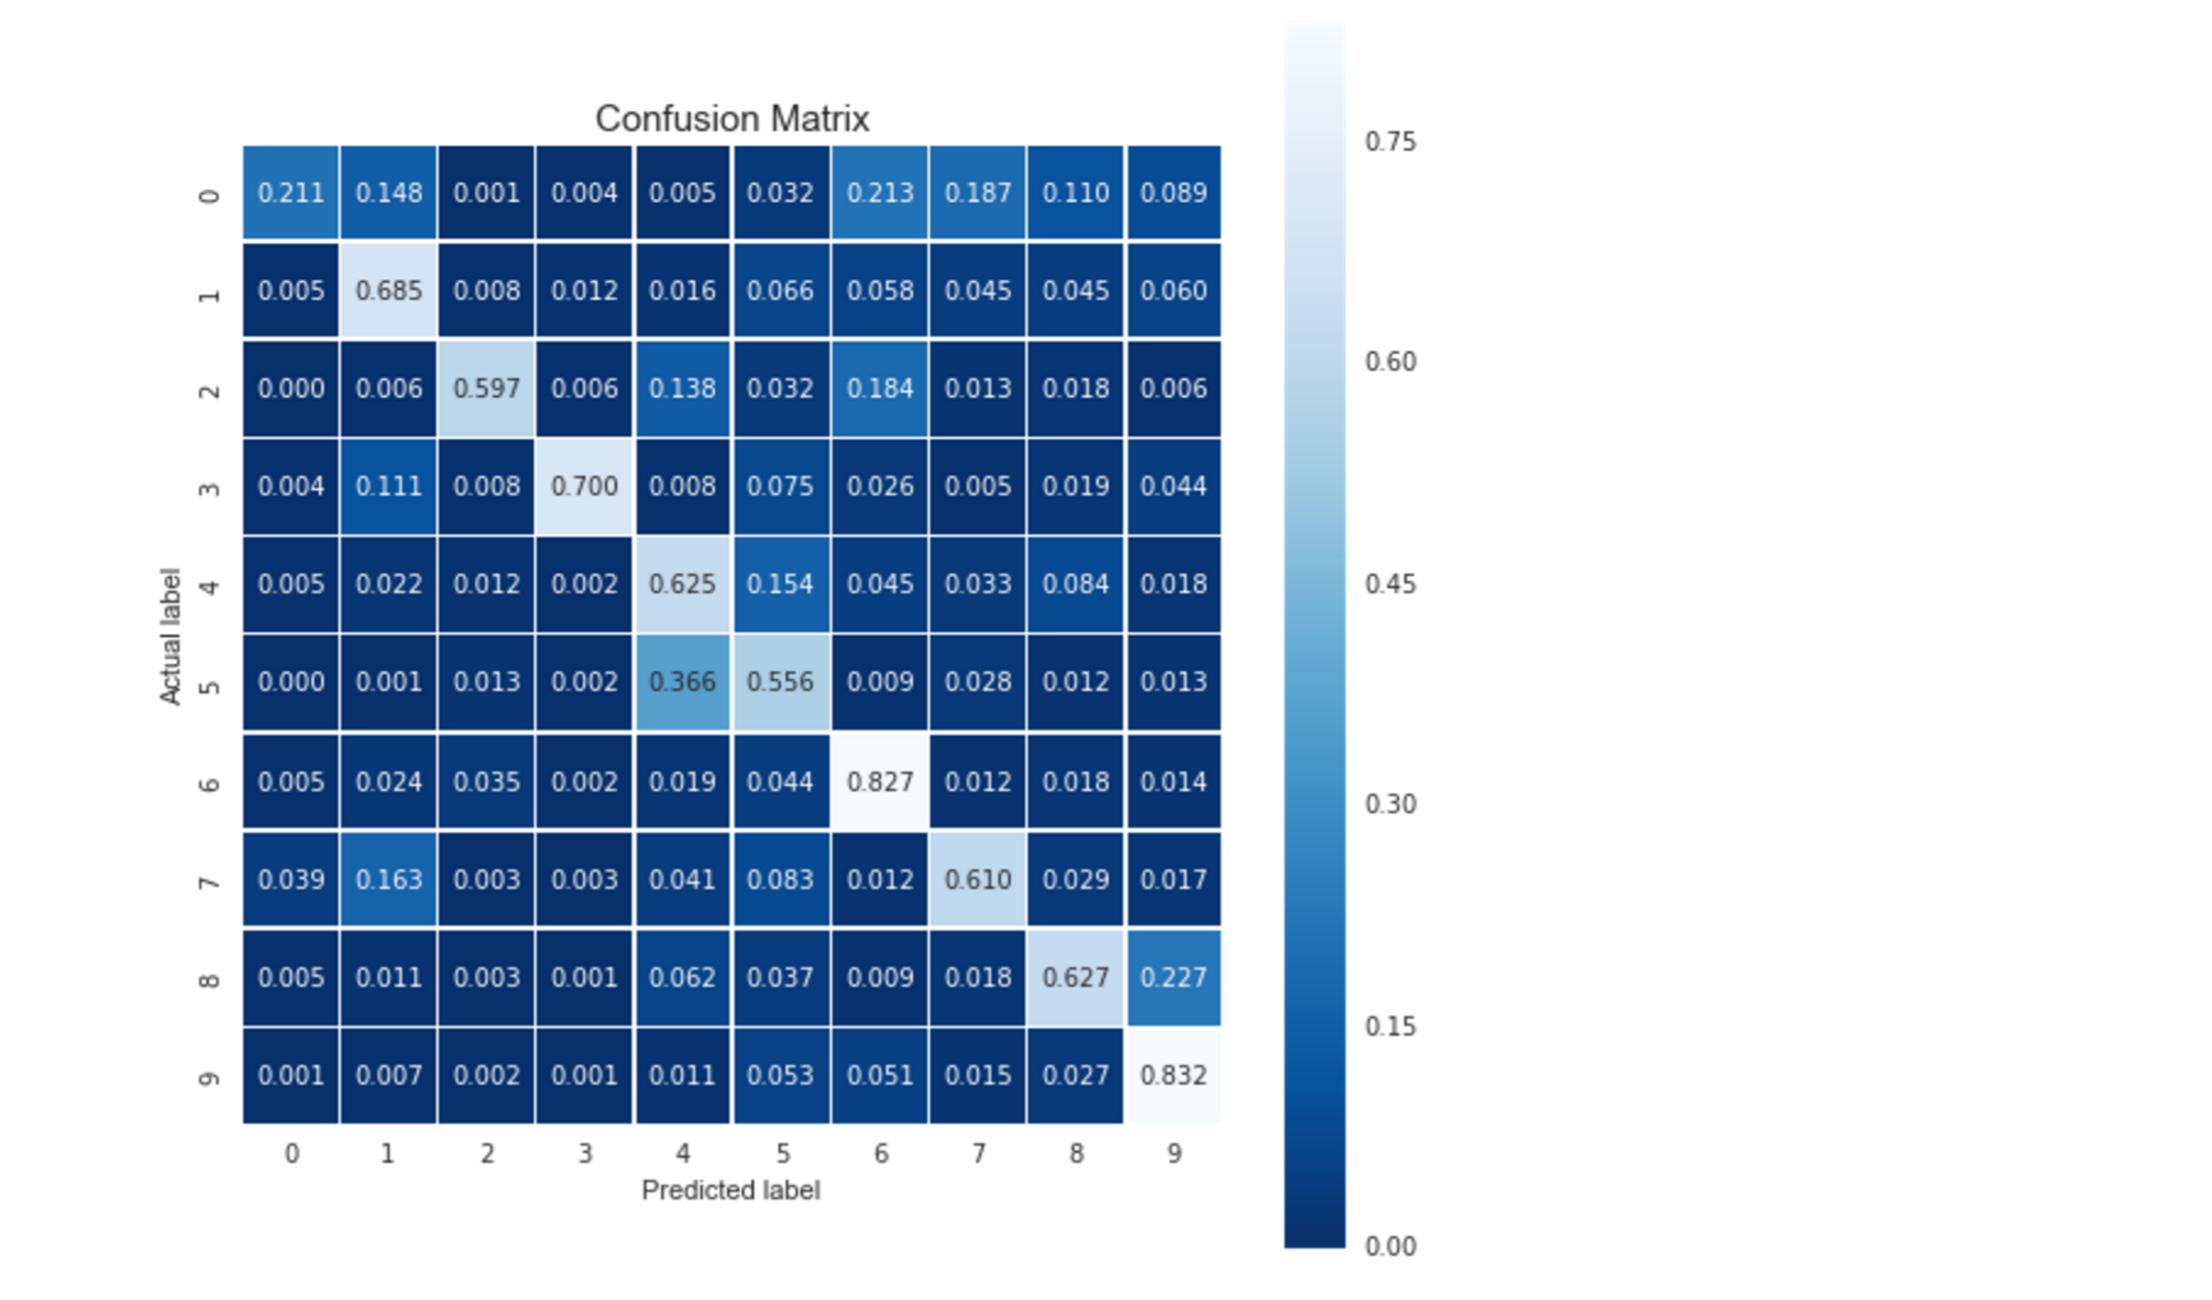 Confusion Matrix
0 0.211 0.148 0.001 0.004 0.005 0.032 0.213 0.187 0.110 0.089
1 0.005 0.685 0.008 0.012 0.016 0.066 0.058 0.045 0.045 0.060
2 0.000 0.006 0.597 0.006 0.138 0.032 0.184 0.013 0.018 0.006
3 0.004 0.111 0.008 0.700 0.008 0.075 0.026 0.005 0.019 0.044
4 0.005 0.022 0.012 0.002 0.625 0.154 0.045 0.033 0.084 0.018
5 0.000 0.001 0.013 0.002 0.366 0.556 0.009 0.028 0.012 0.013
6 0.005 0.024 0.035 0.002 0.019 0.044 0.827 0.012 0.018 0.014
7 0.039 0.163 0.003 0.003 0.041 0.083 0.012 0.610 0.029 0.017
8 0.005 0.011 0.003 0.001 0.062 0.037 0.009 0.018 0.627 0.227
9 0.001 0.007 0.002 0.001 0.011 0.053 0.051 0.015 0.027 0.832
0 1 2 3 4 5 6 7 8 9
Predicted label
Actual label
0.75
0.60
0.45
0.30
0.15
0.00